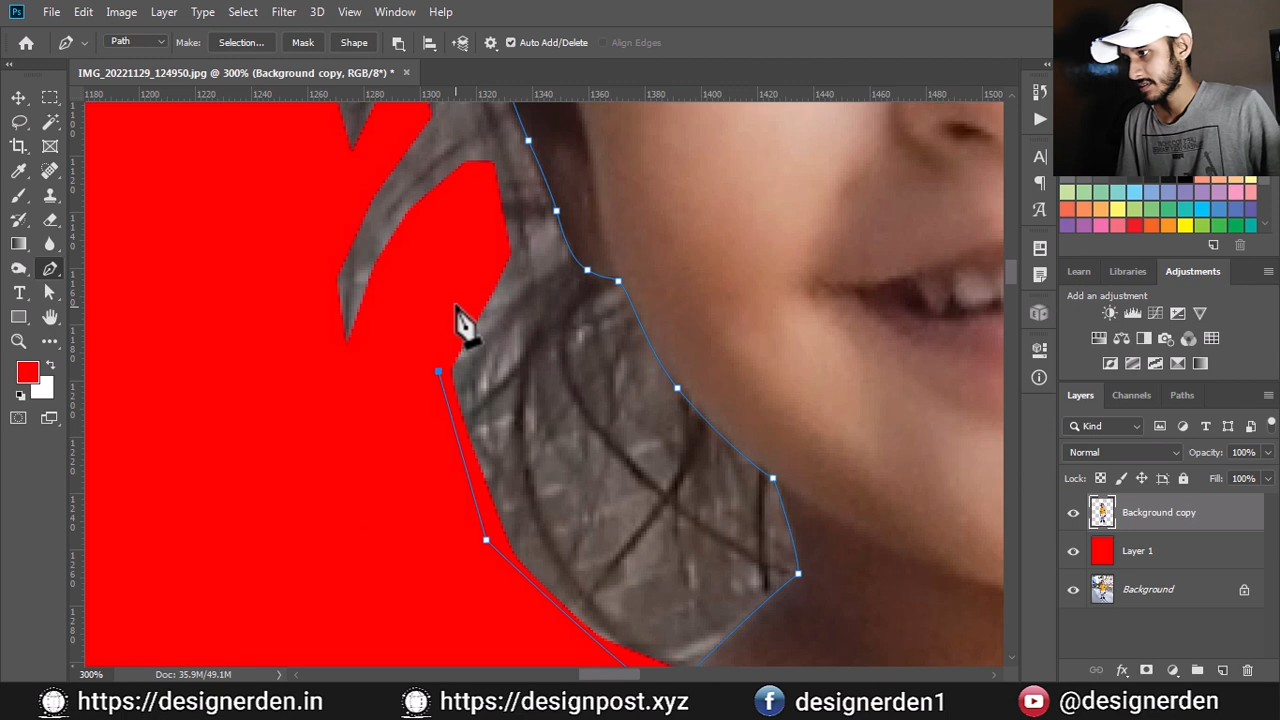 Ps File Edit Image Layer Type Select Filter 3D View Window Help
Path Make: Selection... Mask Shape Auto Add/Delete Align Edges
IMG_20221129_124950.jpg @ 300% (Background copy, RGB/8*) * ×
1180 1200 1220 1240 1260 1280 1300 1320 1340 1360 1380 1400 1420 1440 1460 1480 1500
Learn Libraries Adjustments
Add an adjustment
Layers Channels Paths
Kind
Normal Opacity: 100%
Lock: Fill: 100%
Background copy
Layer 1
Background
300% Doc: 35.9M/49.1M
https://designerden.in https://designpost.xyz designerden1 @designerden